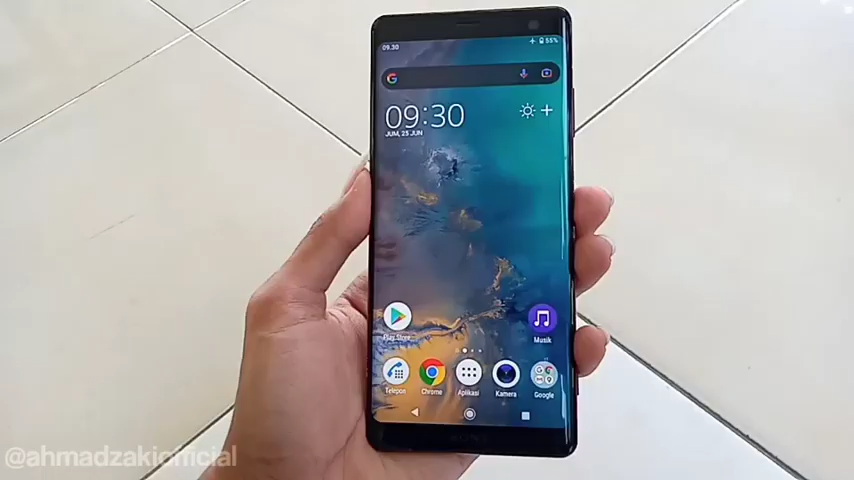 09.30
55%
09:30
JUM, 25 JUN
Play Store
Musik
Telepon
Chrome
Aplikasi
Kamera
Google
SONY
@ahmadzakiofficial